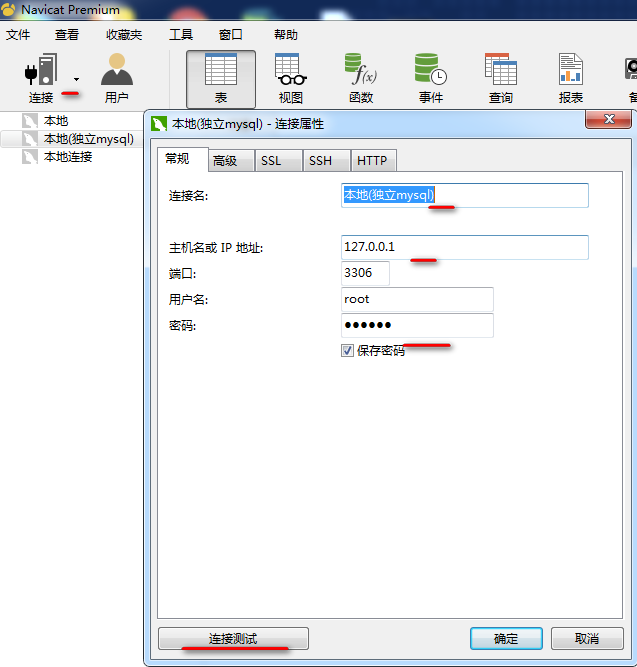 Navicat Premium
文件 查看 收藏夹 工具 窗口 帮助
连接 用户 表 视图 函数 事件 查询 报表
f(x)
本地
本地(独立mysql)
本地连接
本地(独立mysql) - 连接属性
常规 高级 SSL SSH HTTP
连接名: 本地(独立mysql)
主机名或 IP 地址: 127.0.0.1
端口: 3306
用户名: root
密码: ●●●●●●
保存密码
连接测试 确定 取消